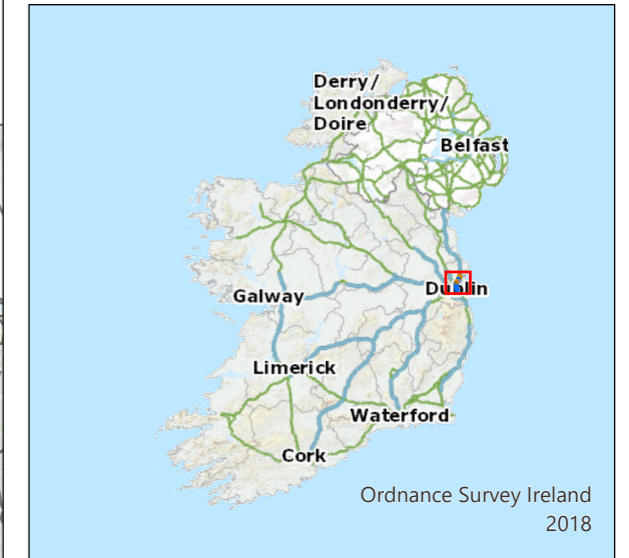 Derry/
Londonderry/
Doire
Belfast
Dublin
Galway
Limerick
Waterford
Cork
Ordnance Survey Ireland
2018